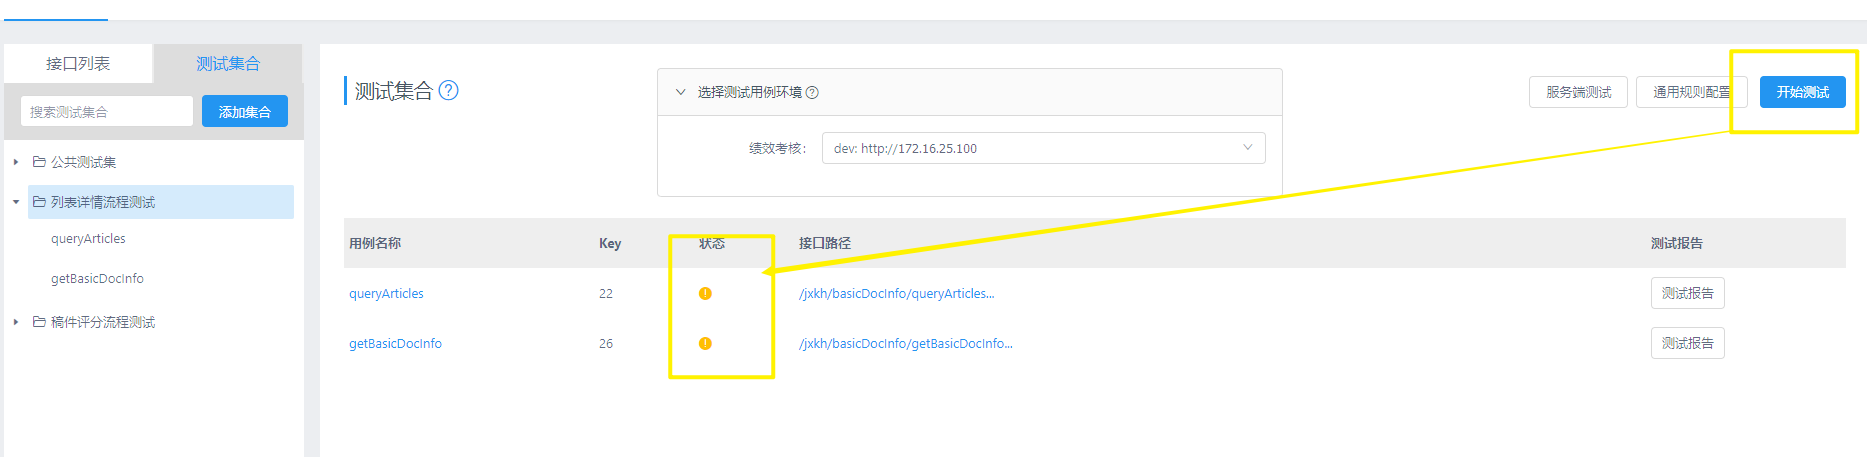 接口列表
测试集合
搜索测试集合
添加集合
公共测试集
列表详情流程测试
queryArticles
getBasicDocInfo
稿件评分流程测试
测试集合
选择测试用例环境
绩效考核：
dev: http://172.16.25.100
服务端测试
通用规则配置
开始测试
用例名称 Key 状态 接口路径 测试报告
queryArticles 22 /jxkh/basicDocInfo/queryArticles... 测试报告
getBasicDocInfo 26 /jxkh/basicDocInfo/getBasicDocInfo... 测试报告